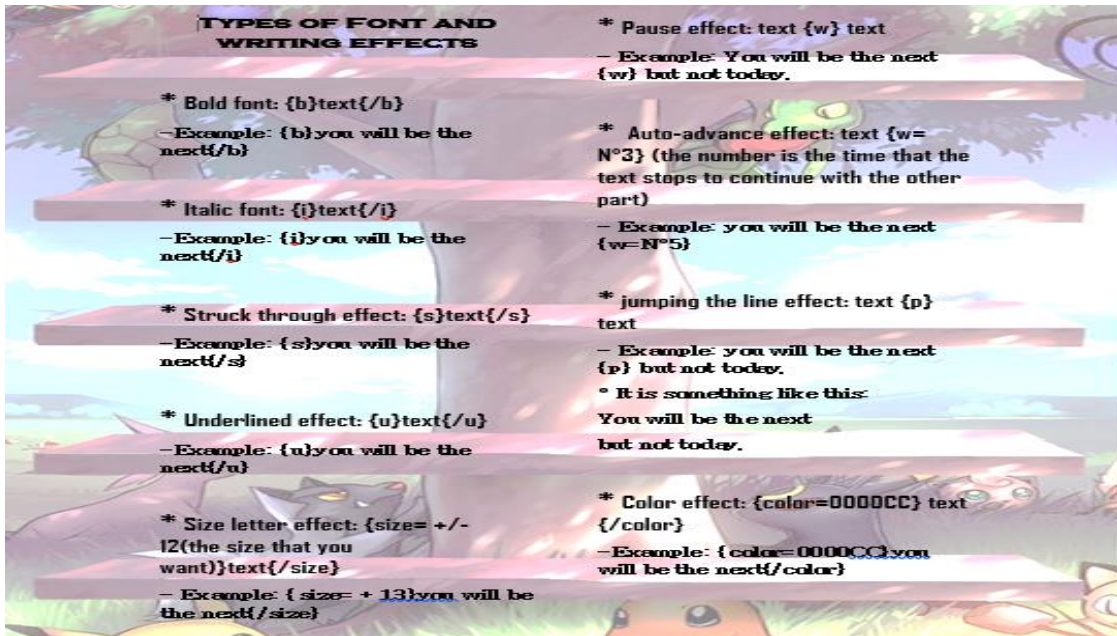 TYPES OF FONT AND
WRITING EFFECTS
* Bold font: {b}text{/b}
-Example: {b}you will be the
next{/b}
* Italic font: {i}text{/i}
-Example: {i}you will be the
next{/i}
* Struck through effect: {s}text{/s}
-Example: {s}you will be the
next{/s}
* Underlined effect: {u}text{/u}
-Example: {u}you will be the
next{/u}
* Size letter effect: {size= +/-
12(the size that you
want)}text{/size}
- Example: { size= + 13}you will be
the next{/size}
* Pause effect: text {w} text
- Example: You will be the next
{w} but not today.
* Auto-advance effect: text {w=
N°3} (the number is the time that the
text stops to continue with the other
part)
- Example: you will be the next
{w=N°5}
* jumping the line effect: text {p}
text
- Example: you will be the next
{p} but not today.
° It is something like this:
You will be the next
but not today.
* Color effect: {color=0000CC} text
{/color}
-Example: {color=0000CC}you
will be the next{/color}